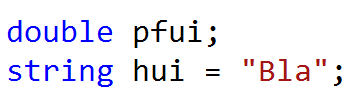 double pfui;
string hui = "Bla";